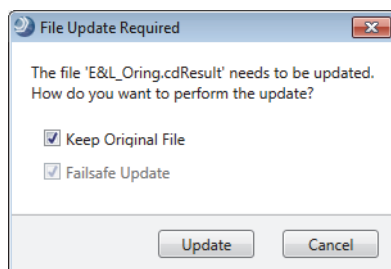 File Update Required
The file 'E&L_Oring.cdResult' needs to be updated.
How do you want to perform the update?
Keep Original File
Failsafe Update
Update Cancel